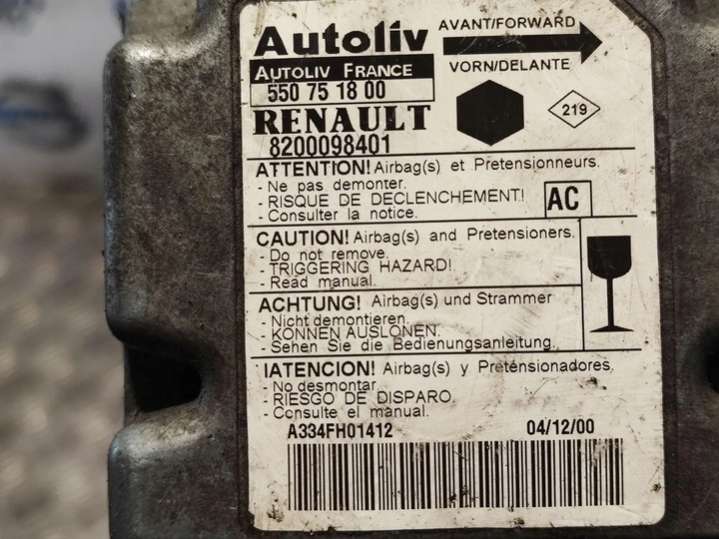 Autoliv
AVANT/FORWARD
AUTOLIV FRANCE
VORN/DELANTE
550 75 18 00
RENAULT
219
8200098401
ATTENTION! Airbag(s) et Pretensionneurs.
- Ne pas demonter.
- RISQUE DE DECLENCHEMENT!
AC
- Consulter la notice.
CAUTION! Airbag(s) and Pretensioners.
- Do not remove.
- TRIGGERING HAZARD!
- Read manual.
ACHTUNG! Airbag(s) und Strammer
- Nicht demontieren.
- KONNEN AUSLONEN.
- Sehen Sie die Bedienungsanleitung.
!ATENCION! Airbag(s) y Pretensionadores.
- No desmontar.
- RIESGO DE DISPARO.
- Consulte el manual.
A334FH01412
04/12/00